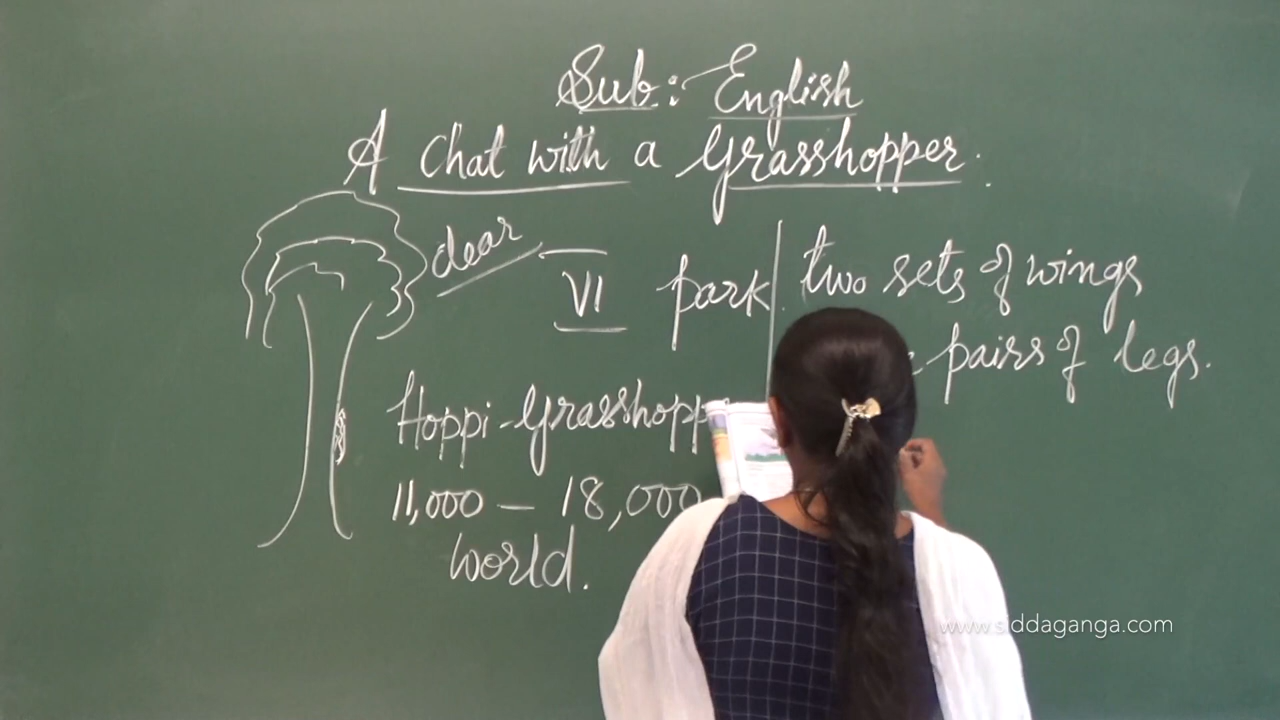 Sub: English
A Chat with a Grasshopper.
dear
VI park
Hoppi - Grasshopp
11,000 — 18,000
World.
two sets of wings
pairs of legs.
www.siddaganga.com